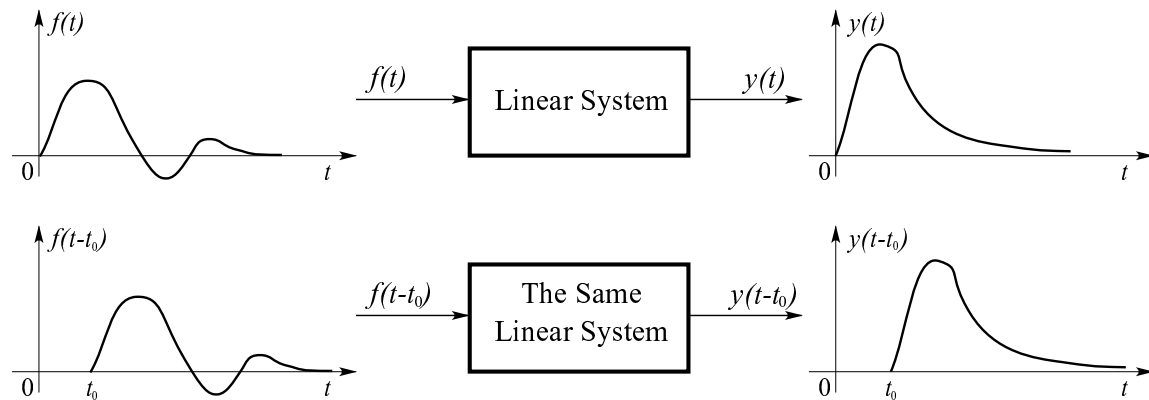 f(t)
f(t)
Linear System
y(t)
y(t)
0
t
0
t
f(t-t₀)
f(t-t₀)
The Same
Linear System
y(t-t₀)
y(t-t₀)
0
t₀
t
0
t₀
t